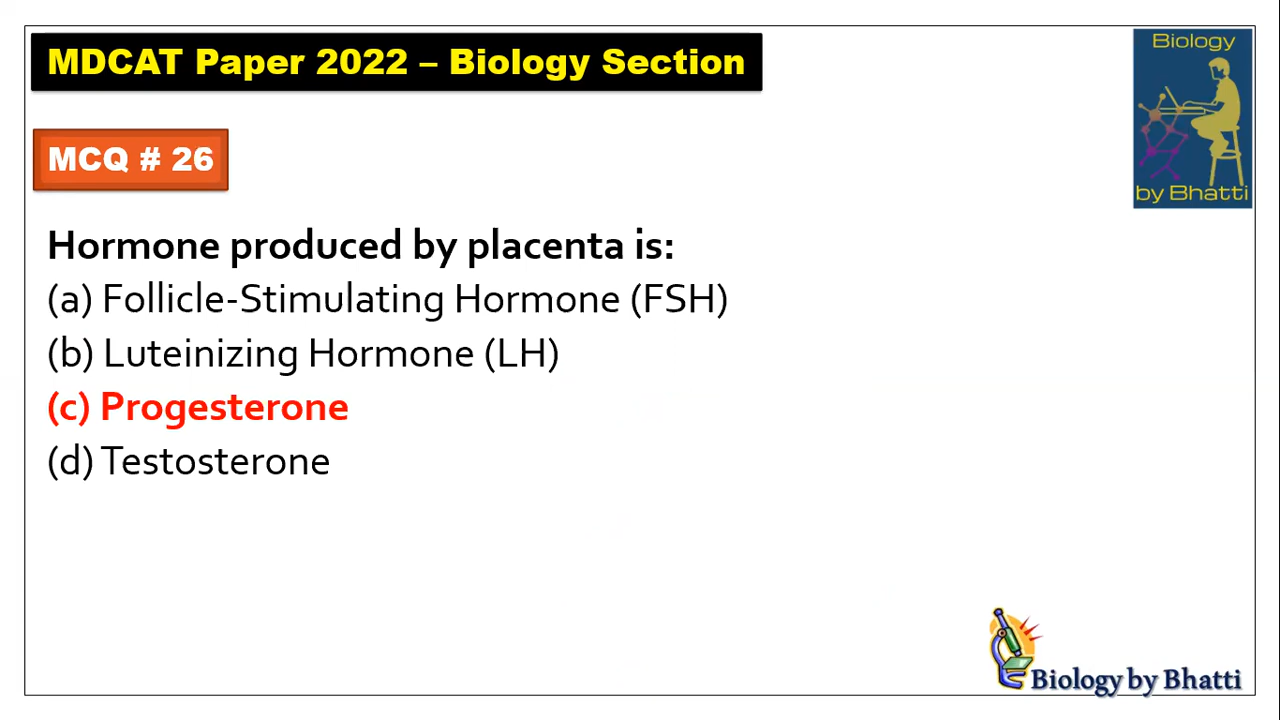 MDCAT Paper 2022 – Biology Section
Biology
by Bhatti
MCQ # 26
Hormone produced by placenta is:
(a) Follicle-Stimulating Hormone (FSH)
(b) Luteinizing Hormone (LH)
(c) Progesterone
(d) Testosterone
Biology by Bhatti